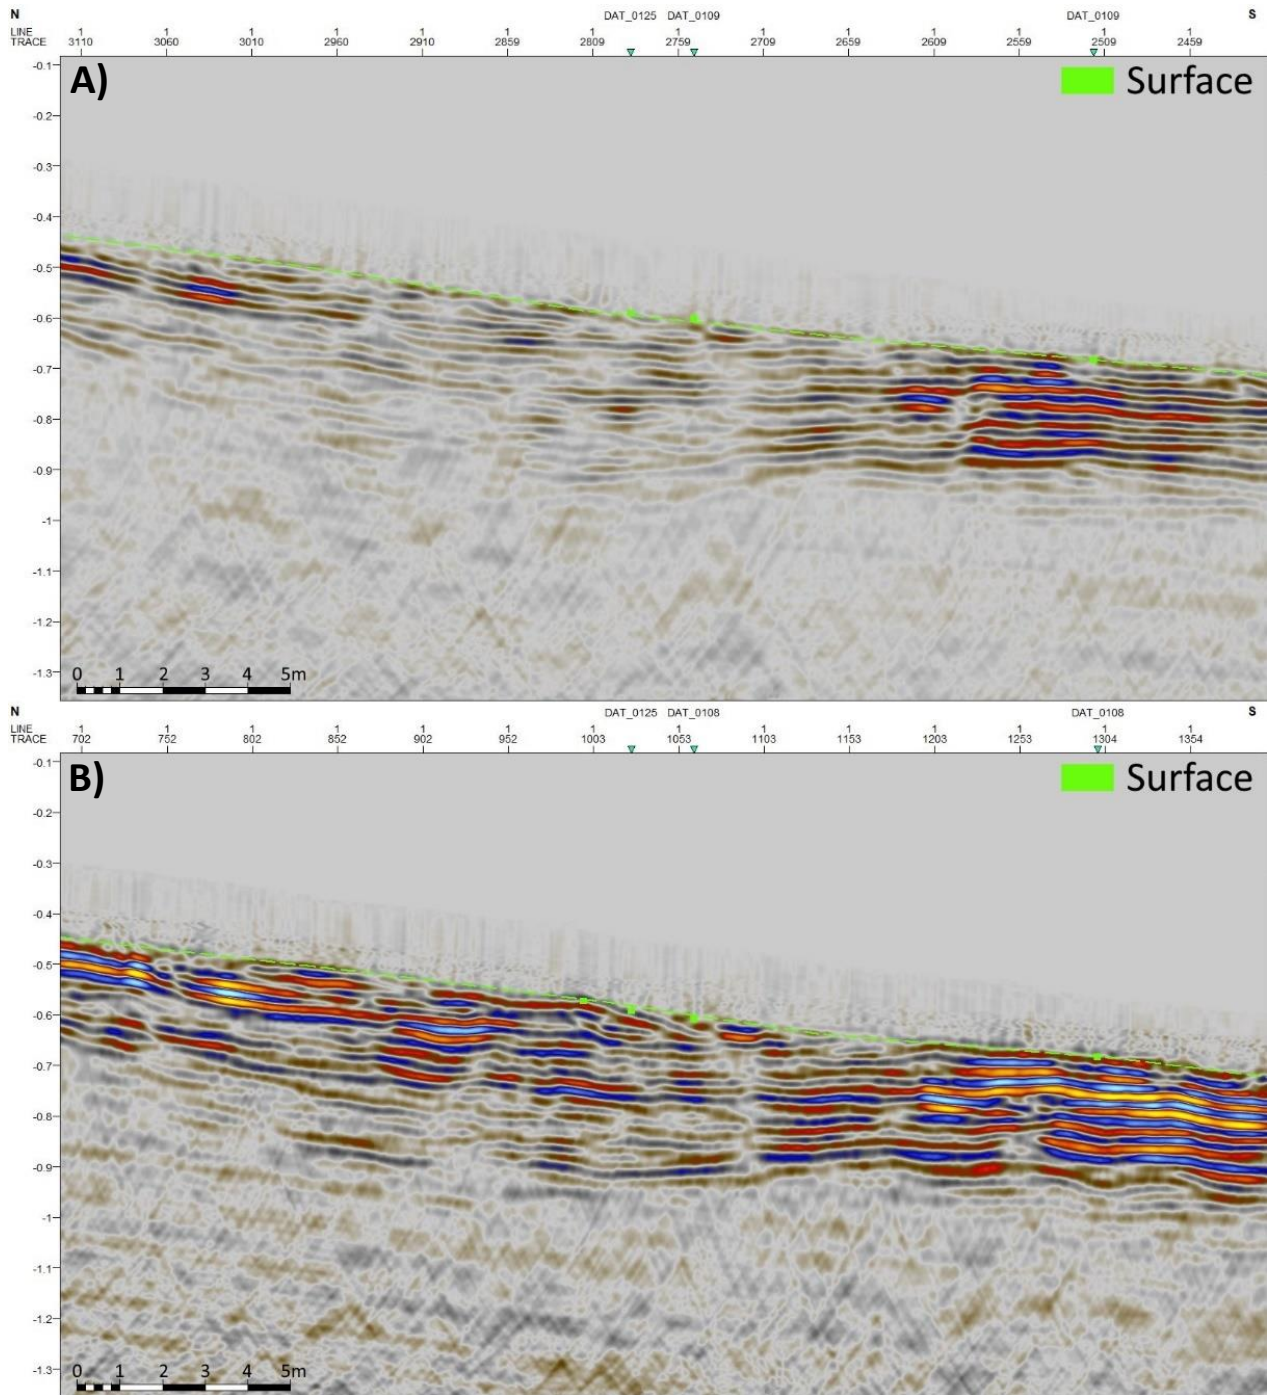 N DAT_0125 DAT_0109 DAT_0109 S
LINE 1 1 1 1 1 1 1 1 1 1 1 1 1 1
TRACE 3110 3060 3010 2960 2910 2859 2809 2759 2709 2669 2609 2559 2509 2459
A) Surface
-0.1
-0.2
-0.3
-0.4
-0.5
-0.6
-0.7
-0.8
-0.9
-1
-1.1
-1.2
-1.3
0 1 2 3 4 5m
N DAT_0125 DAT_0108 DAT_0108 S
LINE 1 1 1 1 1 1 1 1 1 1 1 1 1 1
TRACE 702 752 802 852 902 952 1003 1053 1103 1153 1203 1253 1304 1354
B) Surface
-0.1
-0.2
-0.3
-0.4
-0.5
-0.6
-0.7
-0.8
-0.9
-1
-1.1
-1.2
-1.3
0 1 2 3 4 5m